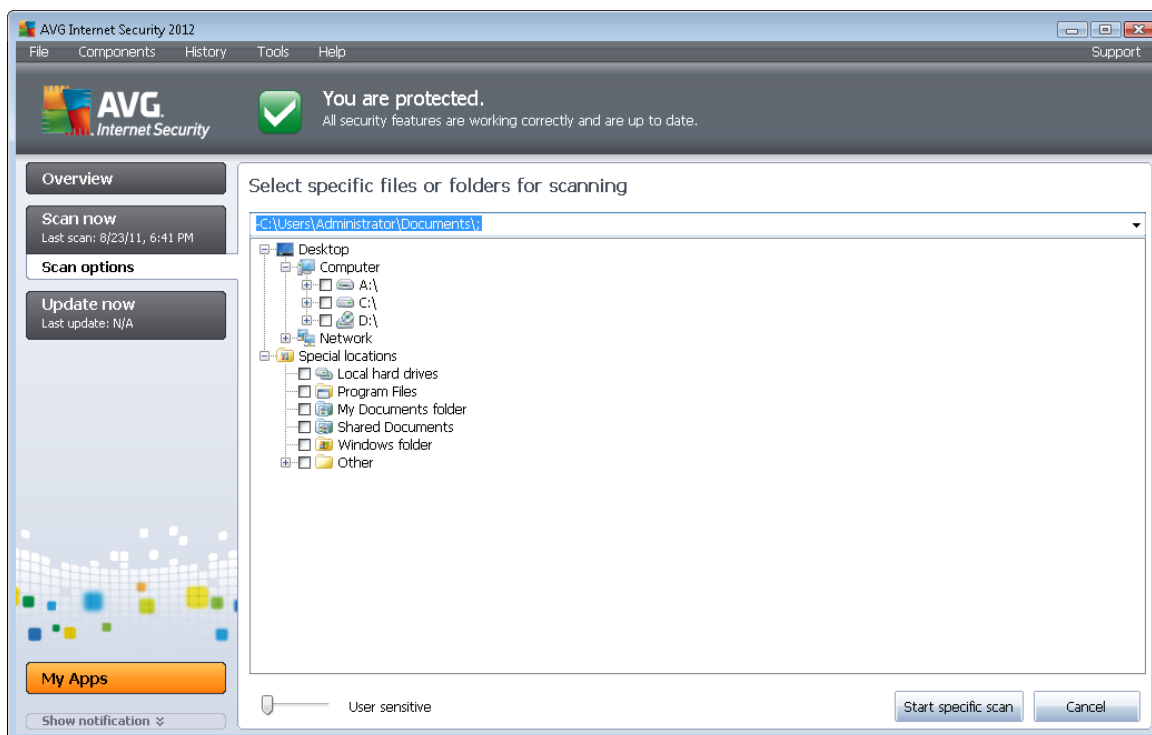 AVG Internet Security 2012
File Components History Tools Help Support
AVG.
Internet Security
You are protected.
All security features are working correctly and are up to date.
Overview
Scan now
Last scan: 8/23/11, 6:41 PM
Scan options
Update now
Last update: N/A
My Apps
Show notification
Select specific files or folders for scanning
-C:\Users\Administrator\Documents\;
Desktop
Computer
A:\
C:\
D:\
Network
Special locations
Local hard drives
Program Files
My Documents folder
Shared Documents
Windows folder
Other
User sensitive
Start specific scan
Cancel